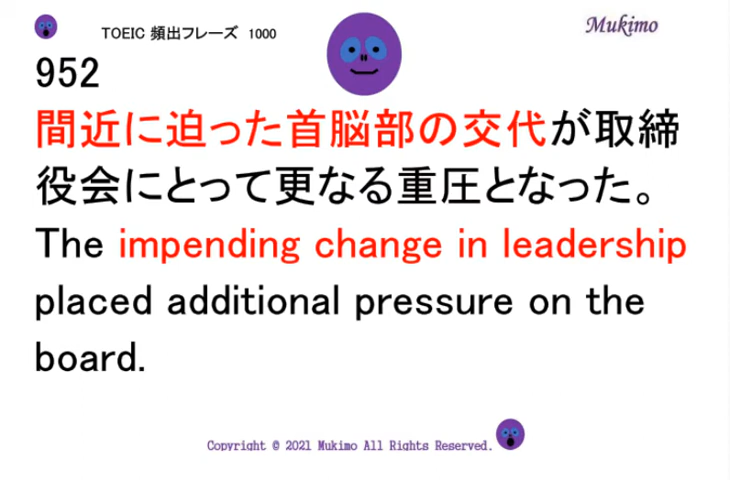 TOEIC 頻出フレーズ 1000
Mukimo
952
間近に迫った首脳部の交代が取締
役会にとって更なる重圧となった。
The impending change in leadership
placed additional pressure on the
board.
Copyright © 2021 Mukimo All Rights Reserved.